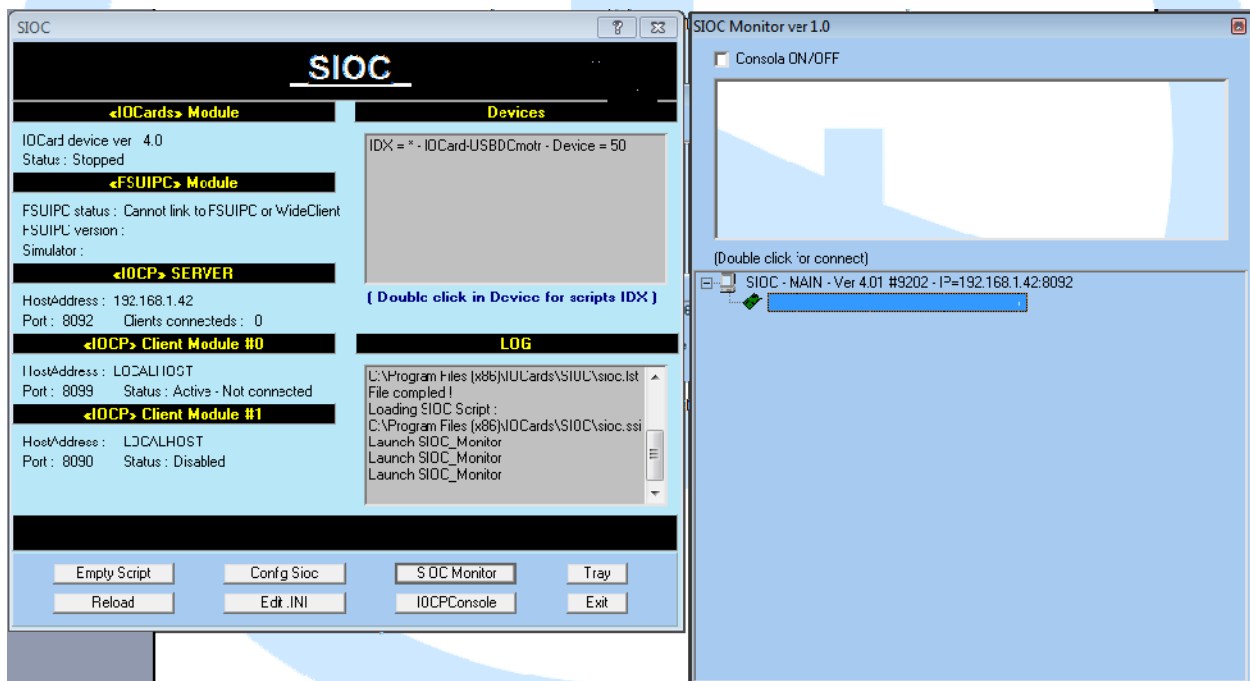 SIOC
SIOC
«IOCards» Module
IOCard device ver 4.0
Status : Stopped
«FSUIPC» Module
FSUIPC status : Cannot link to FSUIPC or WideClient
FSUIPC version :
Simulator :
«IOCP» SERVER
HostAddress : 192.168.1.42
Port : 8092 Clients connecteds : 0
«IOCP» Client Module #0
HostAddress : LOCALHOST
Port : 8099 Status : Active - Not connected
«IOCP» Client Module #1
HostAddress : LOCALHOST
Port : 8090 Status : Disabled
Devices
IDX = * - IOCard-USBDCmotr - Device = 50
( Double click in Device for scripts IDX )
LOG
C:\Program Files (x86)\IOCards\SIOC\sioc.lst
File compled !
Loading SIOC Script :
C:\Program Files (x86)\IOCards\SIOC\sioc.ssi
Launch SIOC_Monitor
Launch SIOC_Monitor
Launch SIOC_Monitor
Empty Script Confg Sioc SIOC Monitor Tray
Reload Edit .INI IOCPConsole Exit
SIOC Monitor ver 1.0
Consola ON/OFF
(Double click for connect)
SIOC - MAIN - Ver 4.01 #9202 - IP=192.168.1.42:8092